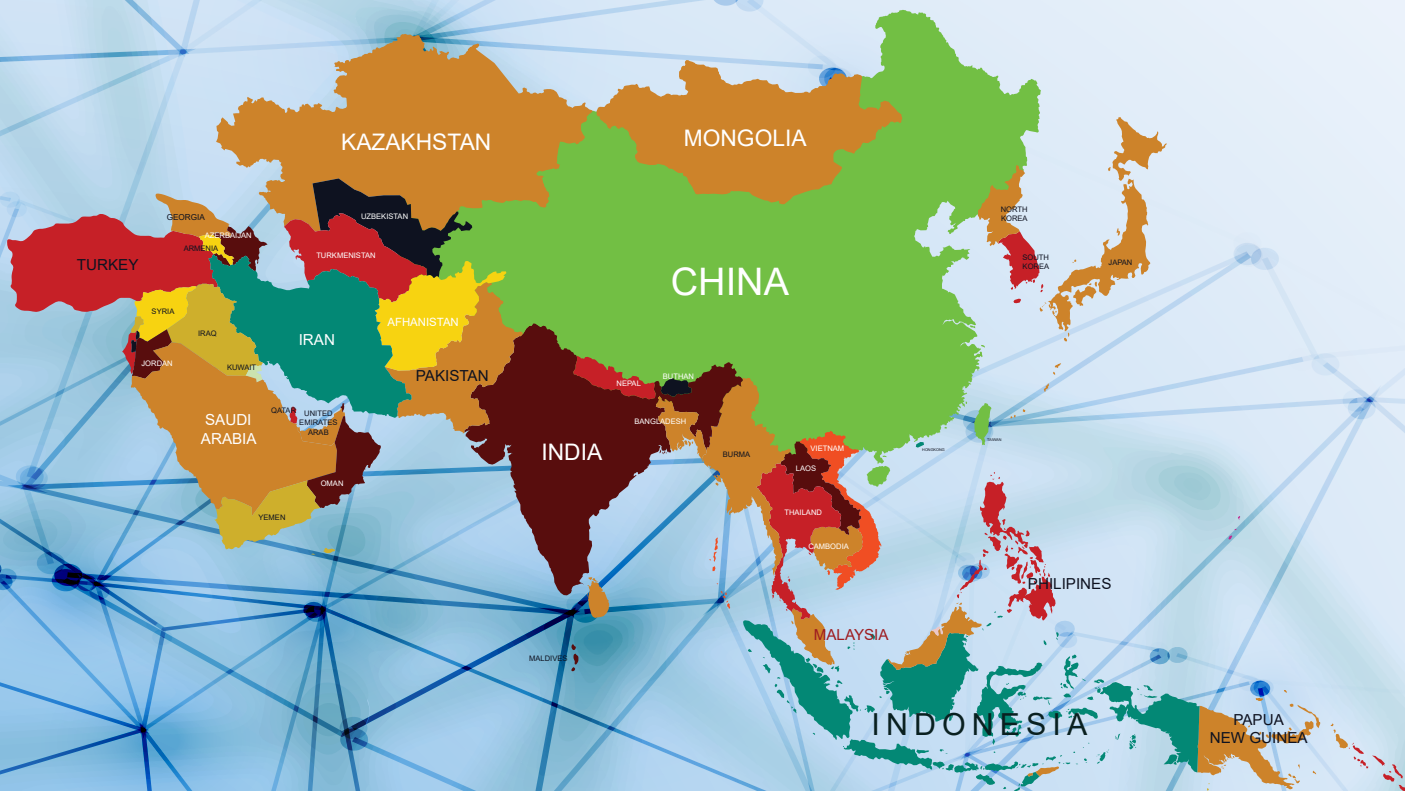 KAZAKHSTAN
MONGOLIA
UZBEKISTAN
GEORGIA
AZERBAIJAN
ARMENIA
TURKEY
TURKMENISTAN
NORTH
KOREA
SOUTH
KOREA
JAPAN
CHINA
SYRIA
IRAQ
IRAN
AFHANISTAN
JORDAN
KUWAIT
PAKISTAN
NEPAL
BUTHAN
QATAR
UNITED
EMIRATES
ARAB
SAUDI
ARABIA
BANGLADESH
INDIA
BURMA
VIETNAM
LAOS
HONGKONG
TAIWAN
OMAN
YEMEN
THAILAND
CAMBODIA
PHILIPINES
MALAYSIA
MALDIVES
INDONESIA
PAPUA
NEW GUINEA